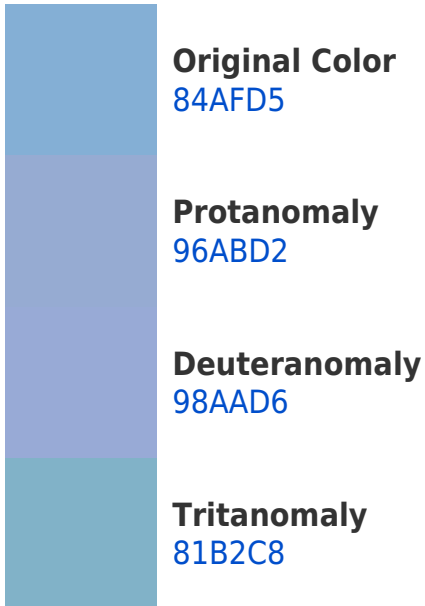 Original Color
84AFD5
Protanomaly
96ABD2
Deuteranomaly
98AAD6
Tritanomaly
81B2C8